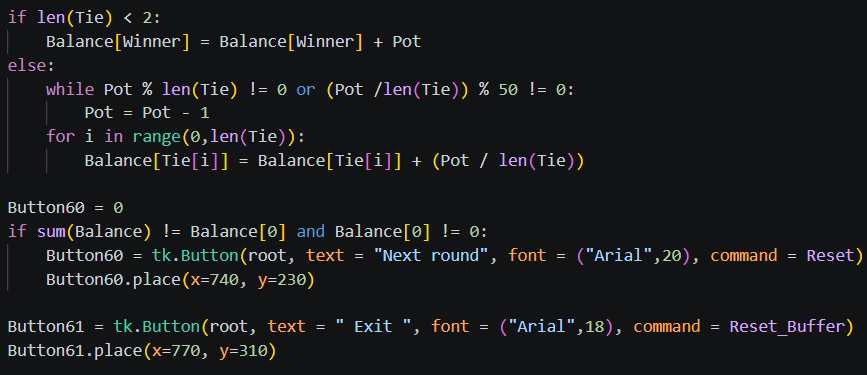 if len(Tie) < 2:
    Balance[Winner] = Balance[Winner] + Pot
else:
    while Pot % len(Tie) != 0 or (Pot /len(Tie)) % 50 != 0:
        Pot = Pot - 1
    for i in range(0,len(Tie)):
        Balance[Tie[i]] = Balance[Tie[i]] + (Pot / len(Tie))

Button60 = 0
if sum(Balance) != Balance[0] and Balance[0] != 0:
    Button60 = tk.Button(root, text = "Next round", font = ("Arial",20), command = Reset)
    Button60.place(x=740, y=230)

Button61 = tk.Button(root, text = " Exit ", font = ("Arial",18), command = Reset_Buffer)
Button61.place(x=770, y=310)